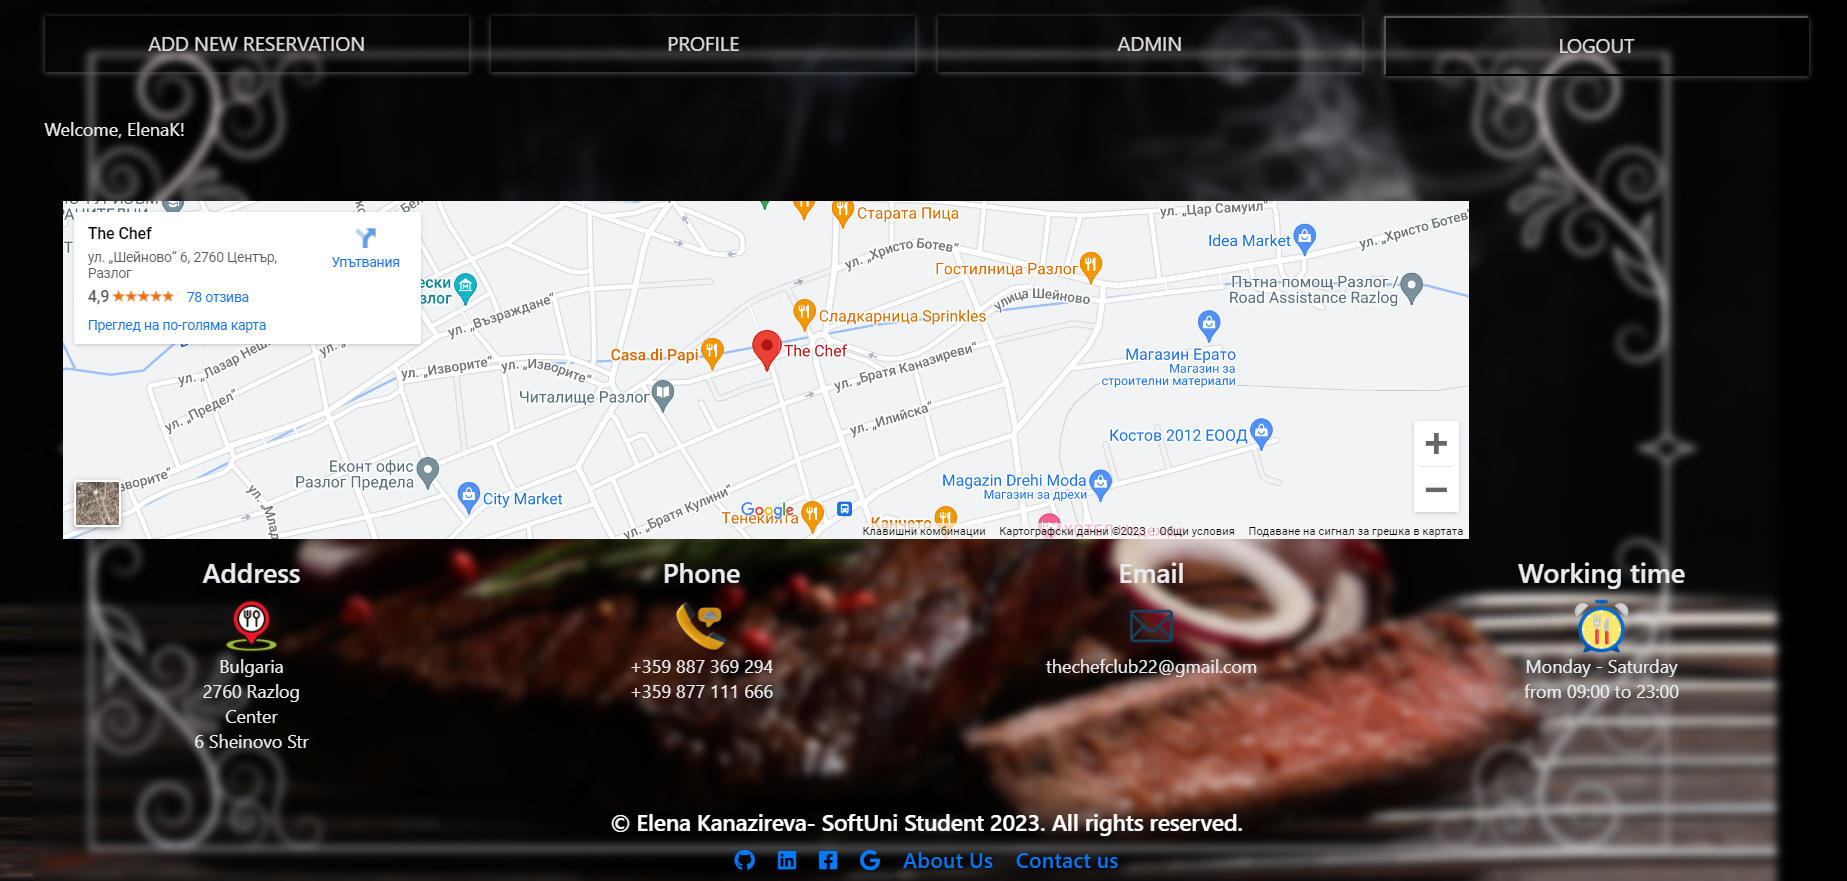 ADD NEW RESERVATION
PROFILE
ADMIN
LOGOUT
Welcome, ElenaK!
The Chef
ул. „Шейново“ 6, 2760 Център,
Разлог
4,9
78 отзива
Преглед на по-голяма карта
Упътвания
Старата Пица
ул. „Цар Самуил“
ул. „Христо Ботев“
Idea Market
ул. „Христо Ботев“
Гостилница Разлог
Пътна помощ Разлог /
Road Assistance Razlog
улица Шейново
ул. „Възраждане“
Сладкарница Sprinkles
Casa di Papi
The Chef
Магазин Ерато
Магазин за
строителни материали
ул. „Изворите“
ул. „Изворите“
ул. „Братя Каназиреви“
Читалище Разлог
ул. „Предел“
ул. „Илийска“
Костов 2012 ЕООД
Еконт офис
Разлог Предела
City Market
Magazin Drehi Moda
Магазин за дрехи
ул. „Братя Кулини“
Google
Тенекията
Канчето
Клавишни комбинации
Картографски данни ©2023
Общи условия
Подаване на сигнал за грешка в картата
Address
Bulgaria
2760 Razlog
Center
6 Sheinovo Str
Phone
+359 887 369 294
+359 877 111 666
Email
thechefclub22@gmail.com
Working time
Monday - Saturday
from 09:00 to 23:00
© Elena Kanazireva- SoftUni Student 2023. All rights reserved.
About Us
Contact us